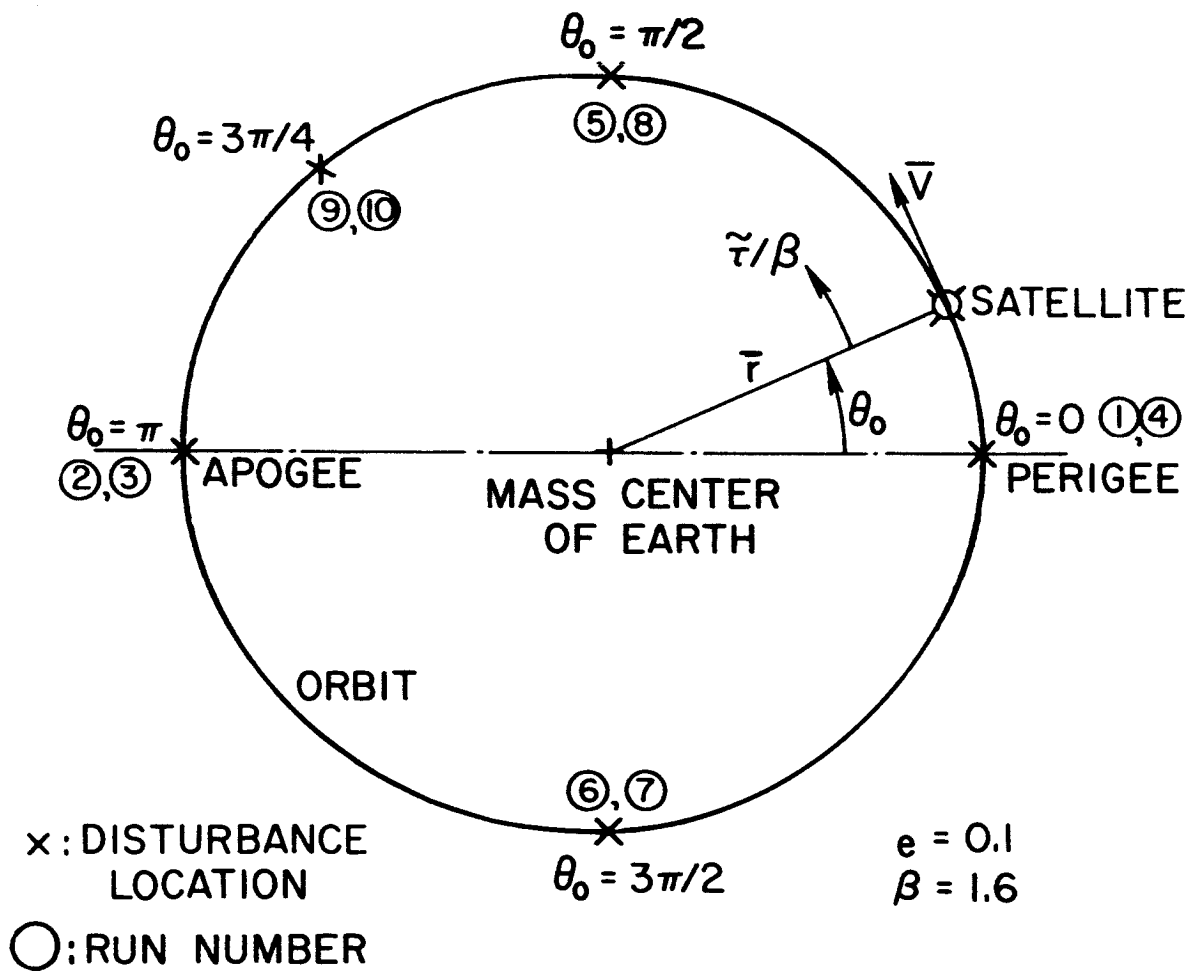 θ₀ = π/2
⑤,⑧
θ₀ = 3π/4
⑨,⑩
V̅
τ̃/β
SATELLITE
r̅
θ₀
θ₀ = π
②,③
APOGEE
θ₀=0 ①,④
PERIGEE
MASS CENTER
OF EARTH
ORBIT
⑥,⑦
θ₀ = 3π/2
×: DISTURBANCE
LOCATION
○: RUN NUMBER
e = 0.1
β = 1.6